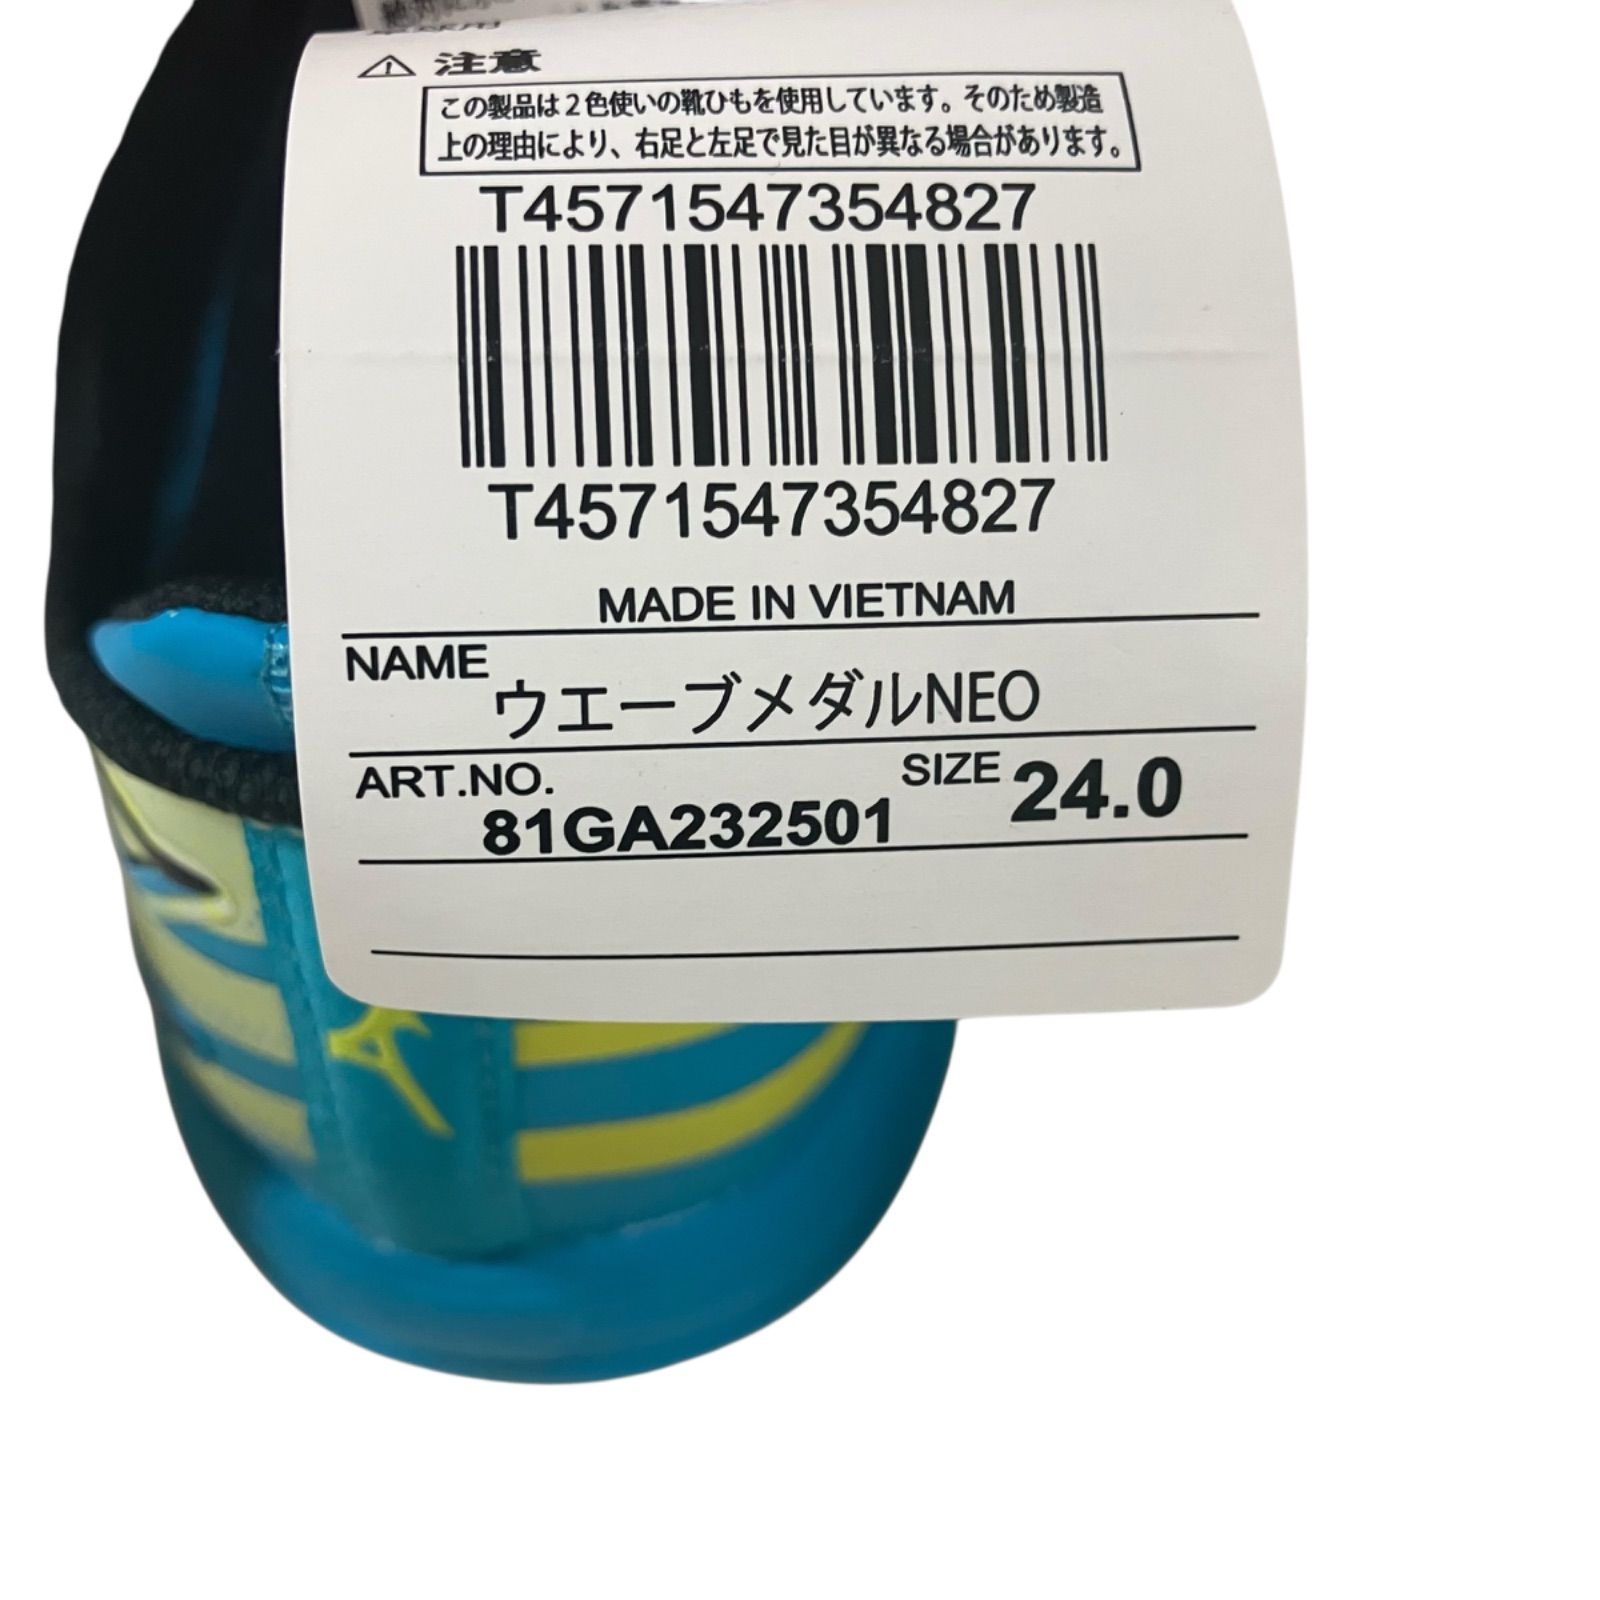 注意
この製品は2色使いの靴ひもを使用しています。そのため製造
上の理由により、右足と左足で見た目が異なる場合があります。
T4571547354827
T4571547354827
MADE IN VIETNAM
NAME
ウエーブメダルNEO
ART.NO.
81GA232501
SIZE 24.0